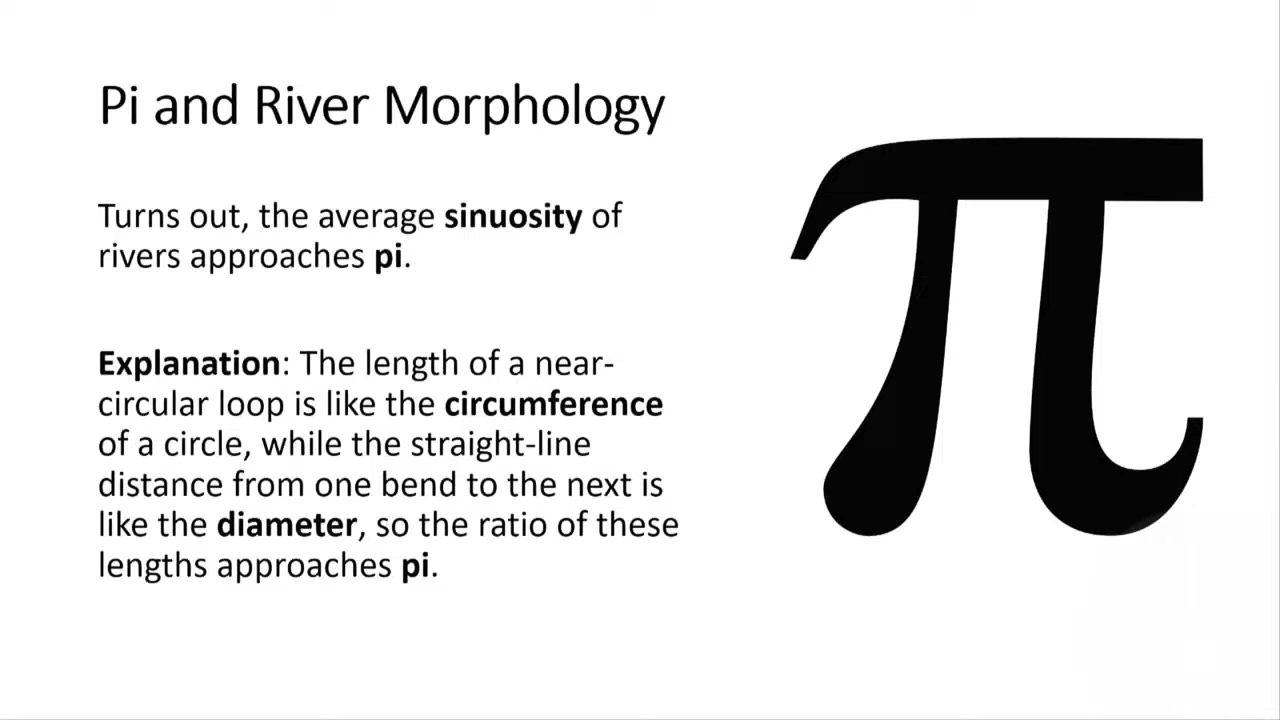 Pi and River Morphology
Turns out, the average sinuosity of
rivers approaches pi.
Explanation: The length of a near-
circular loop is like the circumference
of a circle, while the straight-line
distance from one bend to the next is
like the diameter, so the ratio of these
lengths approaches pi.
π